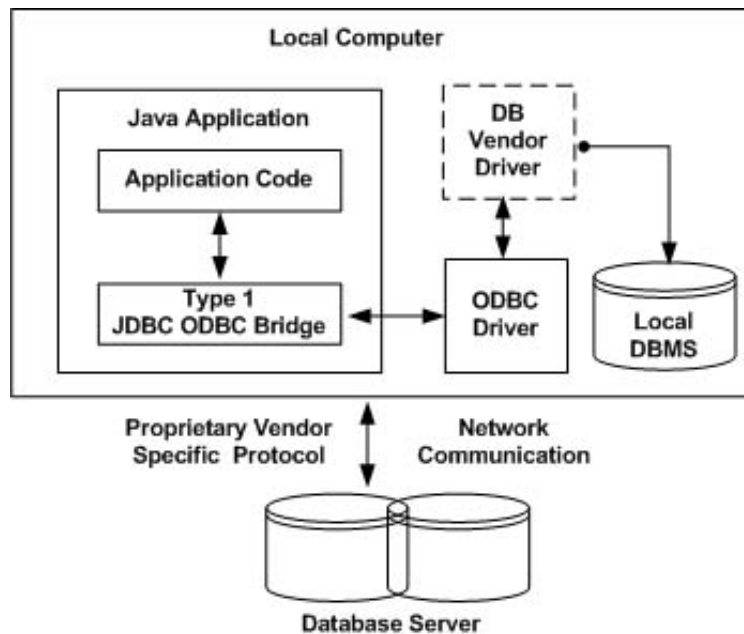 Local Computer
Java Application
Application Code
Type 1
JDBC ODBC Bridge
DB
Vendor
Driver
ODBC
Driver
Local
DBMS
Proprietary Vendor
Specific Protocol
Network
Communication
Database Server